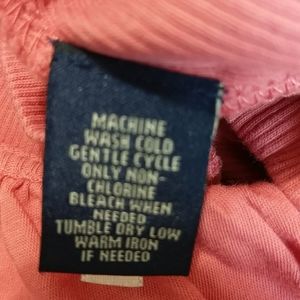 MACHINE
WASH COLD
GENTLE CYCLE
ONLY NON-
CHLORINE
BLEACH WHEN
NEEDED
TUMBLE DRY LOW
WARM IRON
IF NEEDED